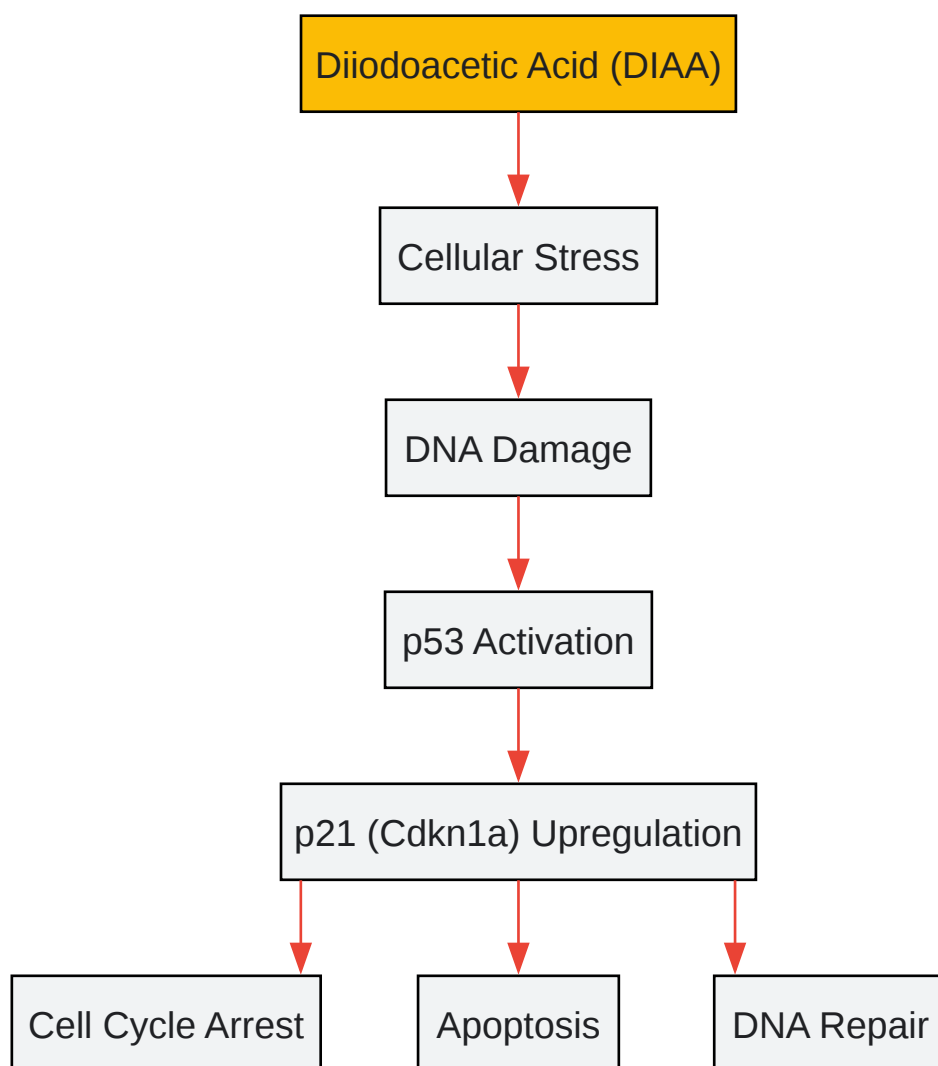 Diiodoacetic Acid (DIAA)
Cellular Stress
DNA Damage
p53 Activation
p21 (Cdkn1a) Upregulation
Cell Cycle Arrest
Apoptosis
DNA Repair